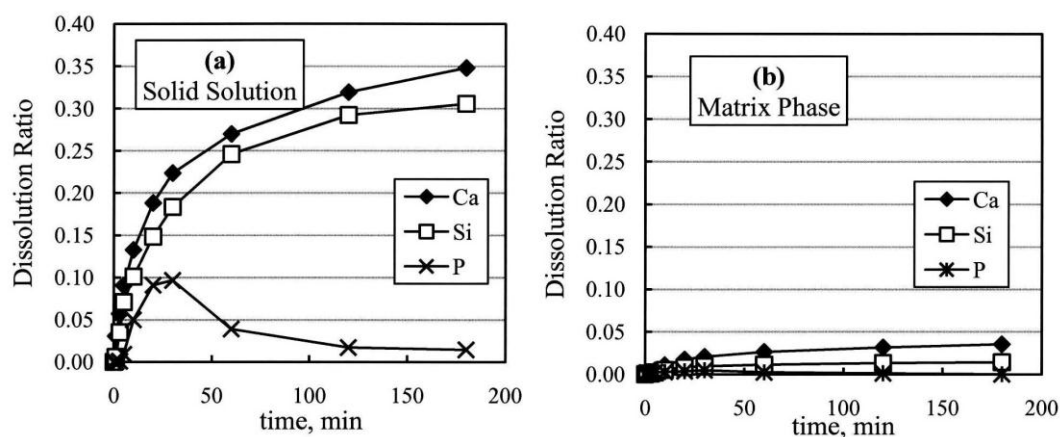 0.40
0.35
0.30
0.25
0.20
0.15
0.10
0.05
0.00
Dissolution Ratio
(a)
Solid Solution
Ca
Si
P
0
50
100
150
200
time, min
0.40
0.35
0.30
0.25
0.20
0.15
0.10
0.05
0.00
Dissolution Ratio
(b)
Matrix Phase
Ca
Si
P
0
50
100
150
200
time, min